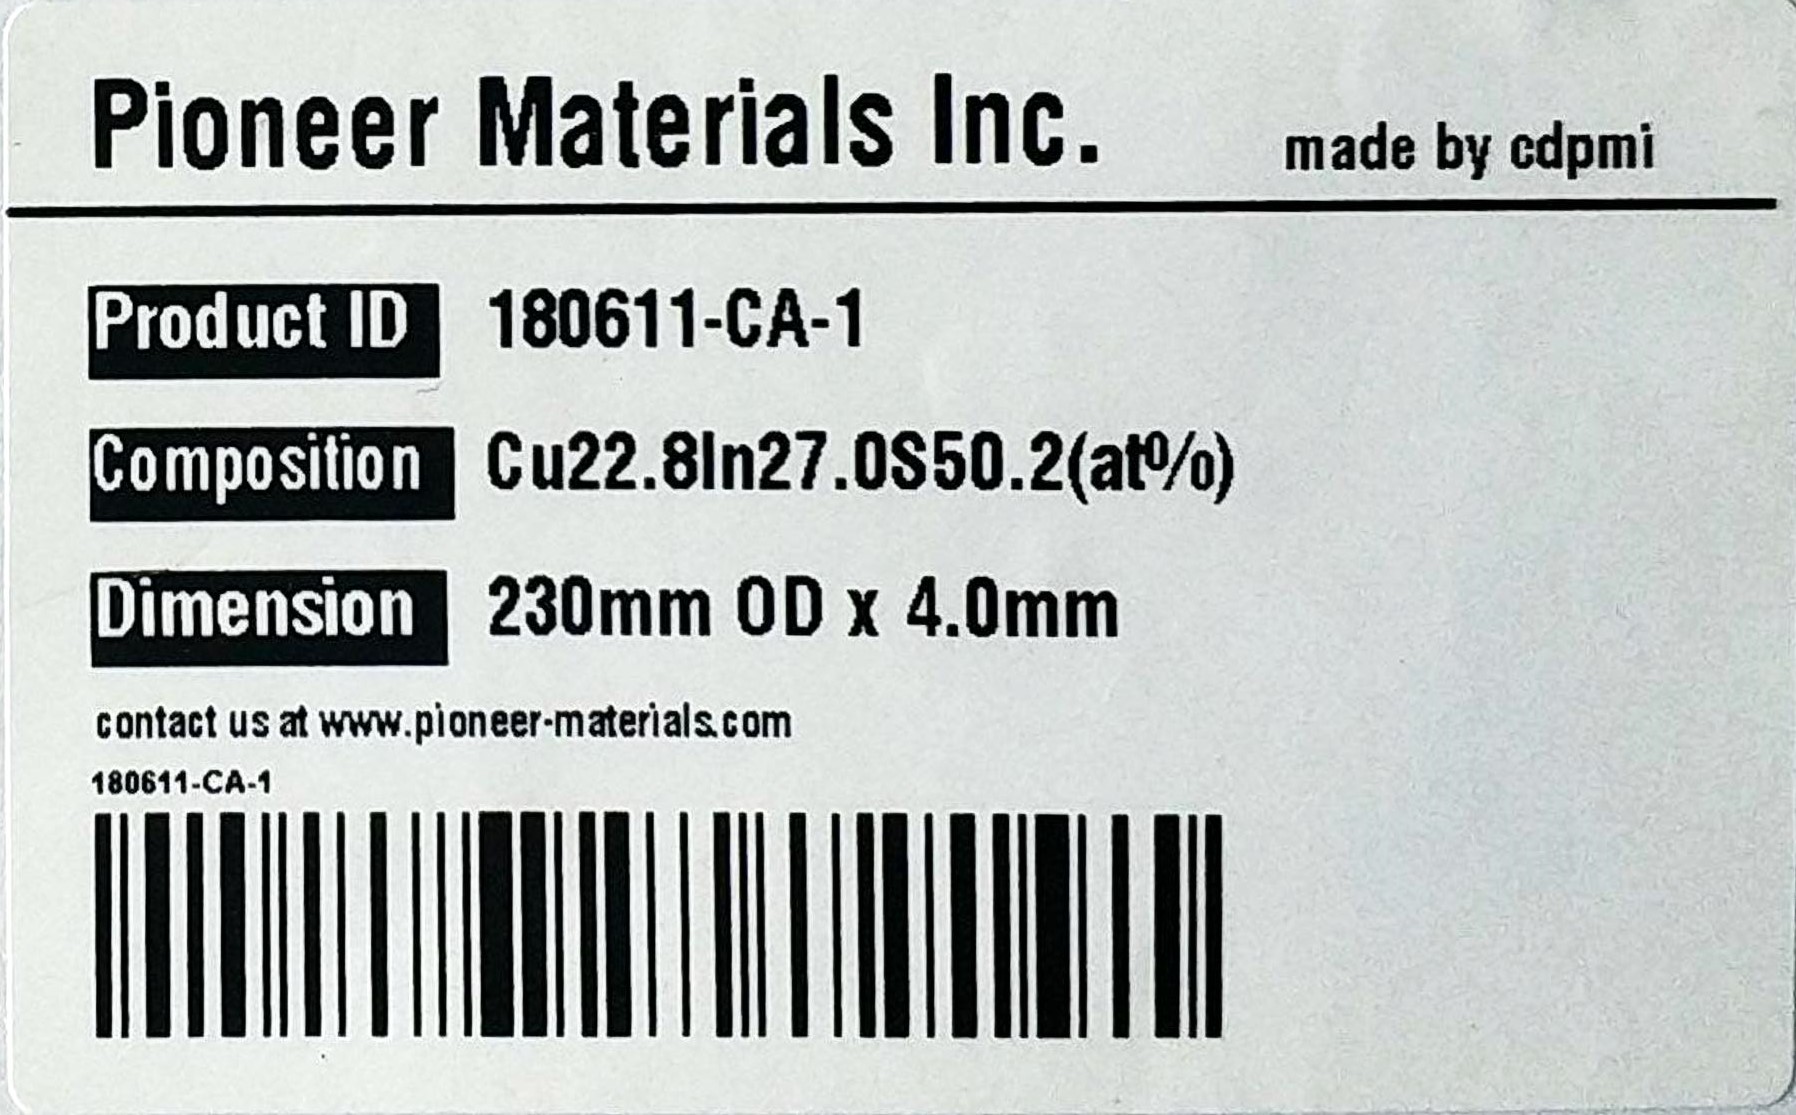 Pioneer Materials Inc. made by cdpmi
Product ID 180611-CA-1
Composition Cu22.8In27.0S50.2(at%)
Dimension 230mm OD x 4.0mm
contact us at www.pioneer-materials.com
180611-CA-1